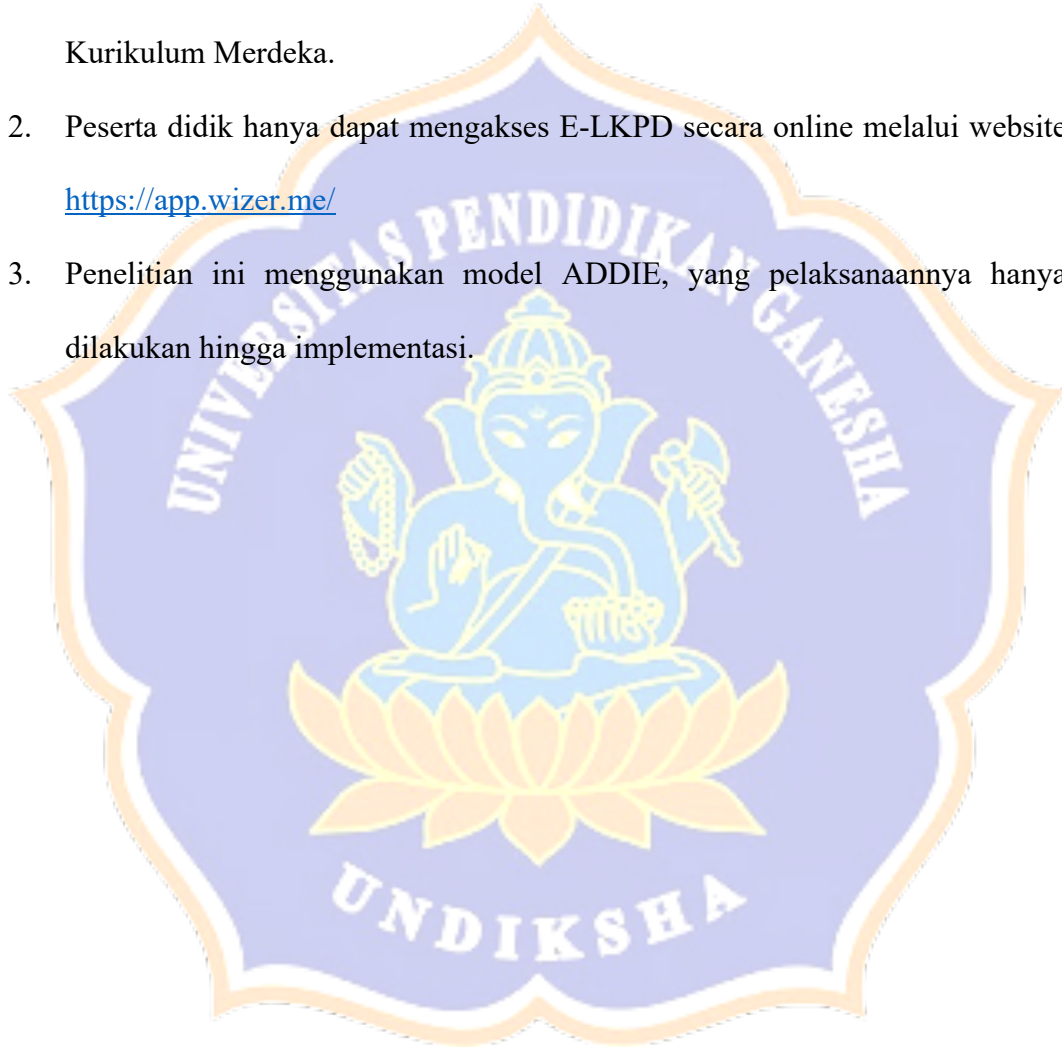 Kurikulum Merdeka.
2. Peserta didik hanya dapat mengakses E-LKPD secara online melalui website
https://app.wizer.me/
3. Penelitian ini menggunakan model ADDIE, yang pelaksanaannya hanya
dilakukan hingga implementasi.
UNIVERSITAS PENDIDIKAN GANESHA
UNDIKSHA